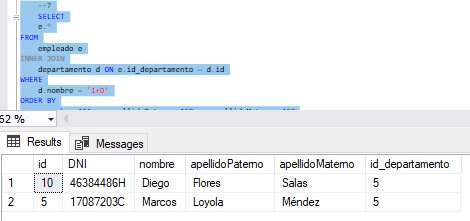 --7
SELECT
e.*
FROM
empleado e
INNER JOIN
departamento d ON e.id_departamento = d.id
WHERE
d.nombre = 'I+D'
ORDER BY
62 %
Results Messages
id DNI nombre apellidoPaterno apellidoMaterno id_departamento
1 10 46384486H Diego Flores Salas 5
2 5 17087203C Marcos Loyola Méndez 5